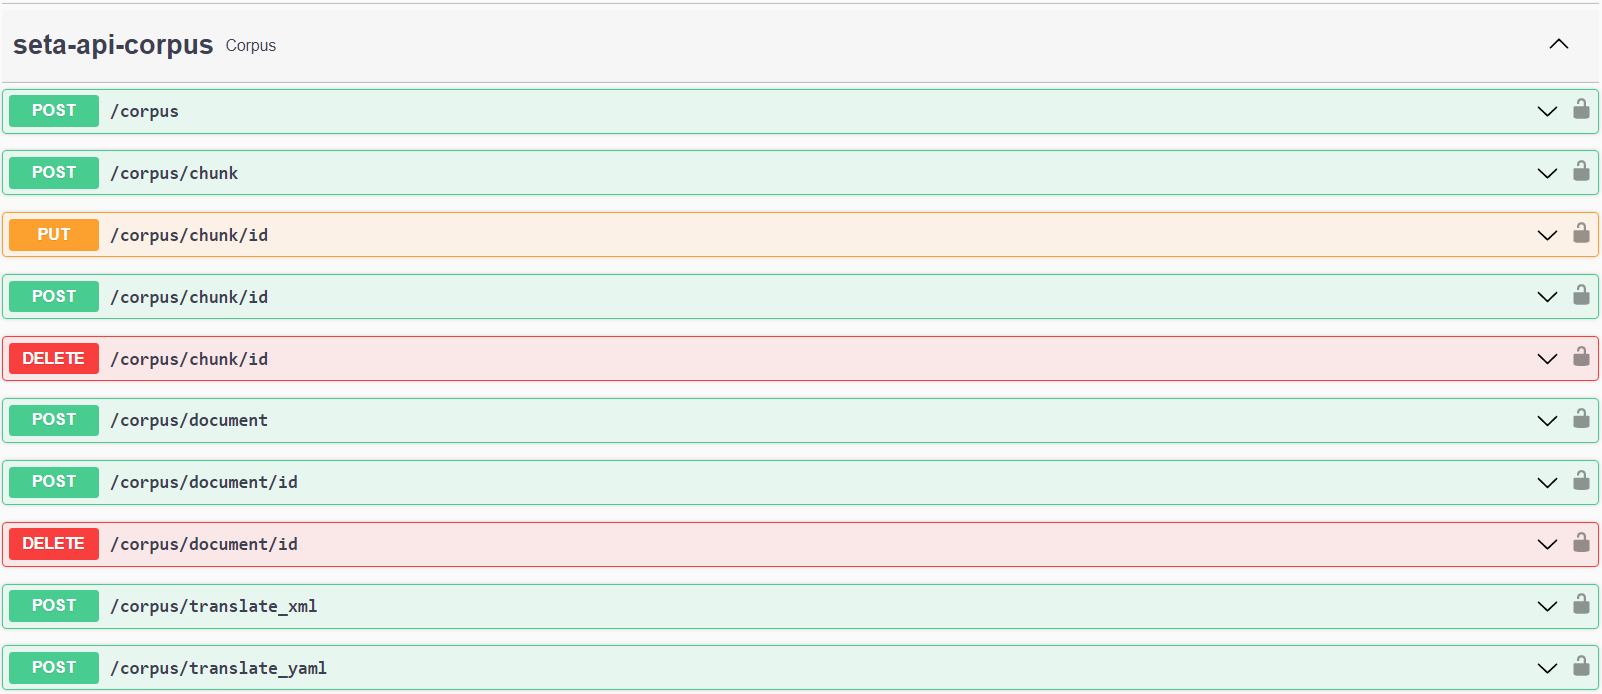 seta-api-corpus Corpus
POST /corpus
POST /corpus/chunk
PUT /corpus/chunk/id
POST /corpus/chunk/id
DELETE /corpus/chunk/id
POST /corpus/document
POST /corpus/document/id
DELETE /corpus/document/id
POST /corpus/translate_xml
POST /corpus/translate_yaml